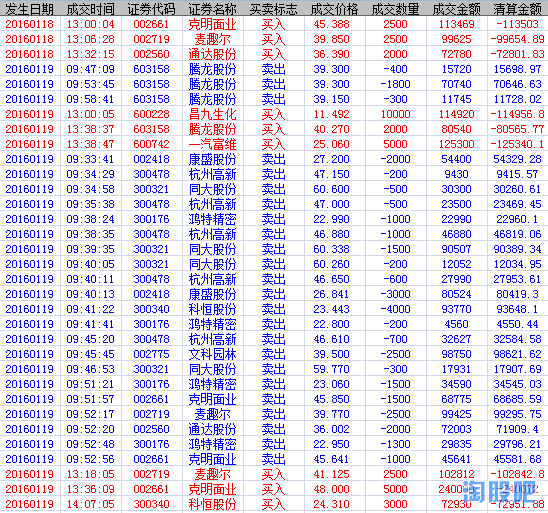 发生日期 成交时间 证券代码 证券名称 买卖标志 成交价格 成交数量 成交金额 清算金额
20160118 13:00:04 002661 克明面业 买入 45.388 2500 113469 -113503
20160118 13:06:28 002719 麦趣尔 买入 39.850 2500 99625 -99654.89
20160118 13:32:15 002560 通达股份 买入 36.390 2000 72780 -72801.83
20160119 09:47:09 603158 腾龙股份 卖出 39.300 -400 15720 15698.97
20160119 09:53:45 603158 腾龙股份 卖出 39.300 -1800 70740 70646.63
20160119 09:58:41 603158 腾龙股份 卖出 39.150 -300 11745 11728.02
20160119 13:00:05 600228 昌九生化 买入 11.492 10000 114920 -114956.8
20160119 13:38:37 603158 腾龙股份 买入 40.270 2000 80540 -80565.77
20160119 13:38:47 600742 一汽富维 买入 25.060 5000 125300 -125340.1
20160119 09:33:41 002418 康盛股份 卖出 27.200 -2000 54400 54329.28
20160119 09:34:29 300478 杭州高新 卖出 47.150 -200 9430 9415.57
20160119 09:34:58 300321 同大股份 卖出 60.600 -500 30300 30260.61
20160119 09:35:38 300478 杭州高新 卖出 47.000 -500 23500 23469.45
20160119 09:38:24 300176 鸿特精密 卖出 22.990 -1000 22990 22960.1
20160119 09:38:35 300478 杭州高新 卖出 46.880 -1000 46880 46819.06
20160119 09:39:35 300321 同大股份 卖出 60.338 -1500 90507 90389.34
20160119 09:40:05 300321 同大股份 卖出 60.260 -200 12052 12034.95
20160119 09:40:11 300478 杭州高新 卖出 46.650 -600 27990 27953.61
20160119 09:40:13 002418 康盛股份 卖出 26.841 -3000 80524 80419.3
20160119 09:41:22 300340 科恒股份 卖出 23.443 -4000 93770 93648.1
20160119 09:41:41 300176 鸿特精密 卖出 22.800 -200 4560 4550.44
20160119 09:45:20 300478 杭州高新 卖出 46.610 -700 32627 32584.58
20160119 09:45:45 002775 文科园林 卖出 39.500 -2500 98750 98621.62
20160119 09:46:53 300321 同大股份 卖出 59.770 -300 17931 17907.69
20160119 09:51:21 300176 鸿特精密 卖出 23.060 -1500 34590 34545.03
20160119 09:51:57 002661 克明面业 卖出 45.850 -1500 68775 68685.59
20160119 09:52:17 002719 麦趣尔 卖出 39.770 -2500 99425 99295.75
20160119 09:52:20 002560 通达股份 卖出 36.002 -2000 72003 71909.4
20160119 09:52:48 300176 鸿特精密 卖出 22.950 -1300 29835 29796.21
20160119 09:52:56 002661 克明面业 卖出 45.641 -1000 45641 45581.68
20160119 13:18:05 002719 麦趣尔 买入 41.125 2500 102812 -102842.8
20160119 13:36:09 002661 克明面业 买入 48.000 5000 240000 -240072
20160119 14:07:05 300340 科恒股份 买入 24.310 3000 72930 -72951.88
淘股吧